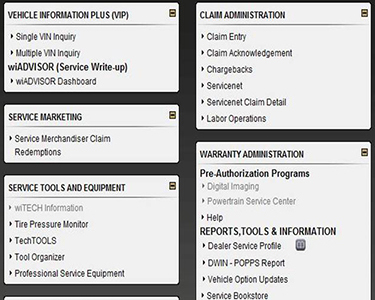 VEHICLE INFORMATION PLUS (VIP)
Single VIN Inquiry
Multiple VIN Inquiry
wiADVISOR (Service Write-up)
wiADVISOR Dashboard
SERVICE MARKETING
Service Merchandiser Claim
Redemptions
SERVICE TOOLS AND EQUIPMENT
wiTECH Information
Tire Pressure Monitor
TechTOOLS
Tool Organizer
Professional Service Equipment
CLAIM ADMINISTRATION
Claim Entry
Claim Acknowledgement
Chargebacks
Servicenet
Servicenet Claim Detail
Labor Operations
WARRANTY ADMINISTRATION
Pre-Authorization Programs
Digital Imaging
Powertrain Service Center
Help
REPORTS,TOOLS & INFORMATION
Dealer Service Profile
DWIN - POPPS Report
Vehicle Option Updates
Service Bookstore